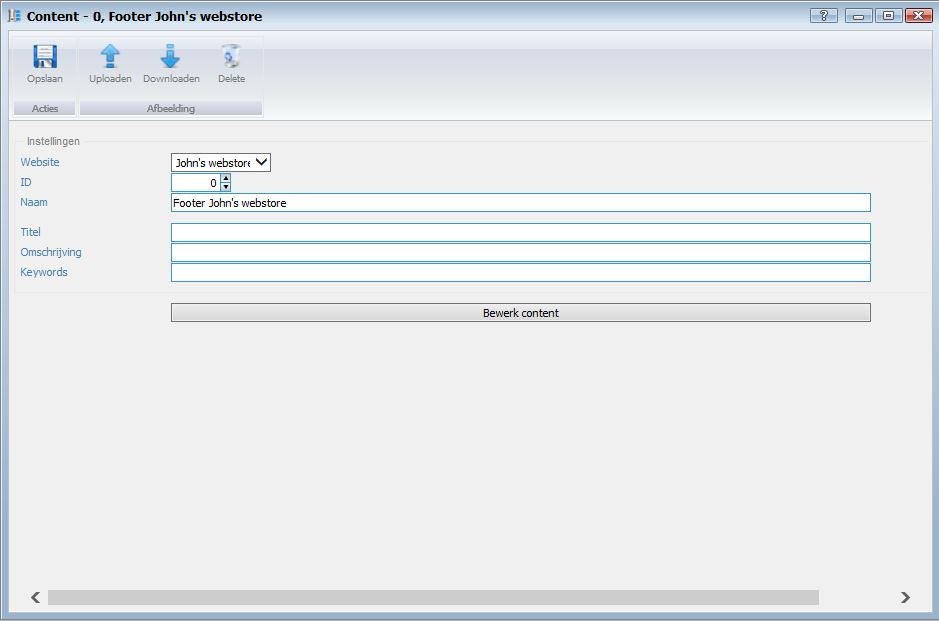 Content - 0, Footer John's webstore
?
Opslaan
Uploaden
Downloaden
Delete
Acties
Afbeelding
Instellingen
Website
John's webstore
ID
0
Naam
Footer John's webstore
Titel
Omschrijving
Keywords
Bewerk content